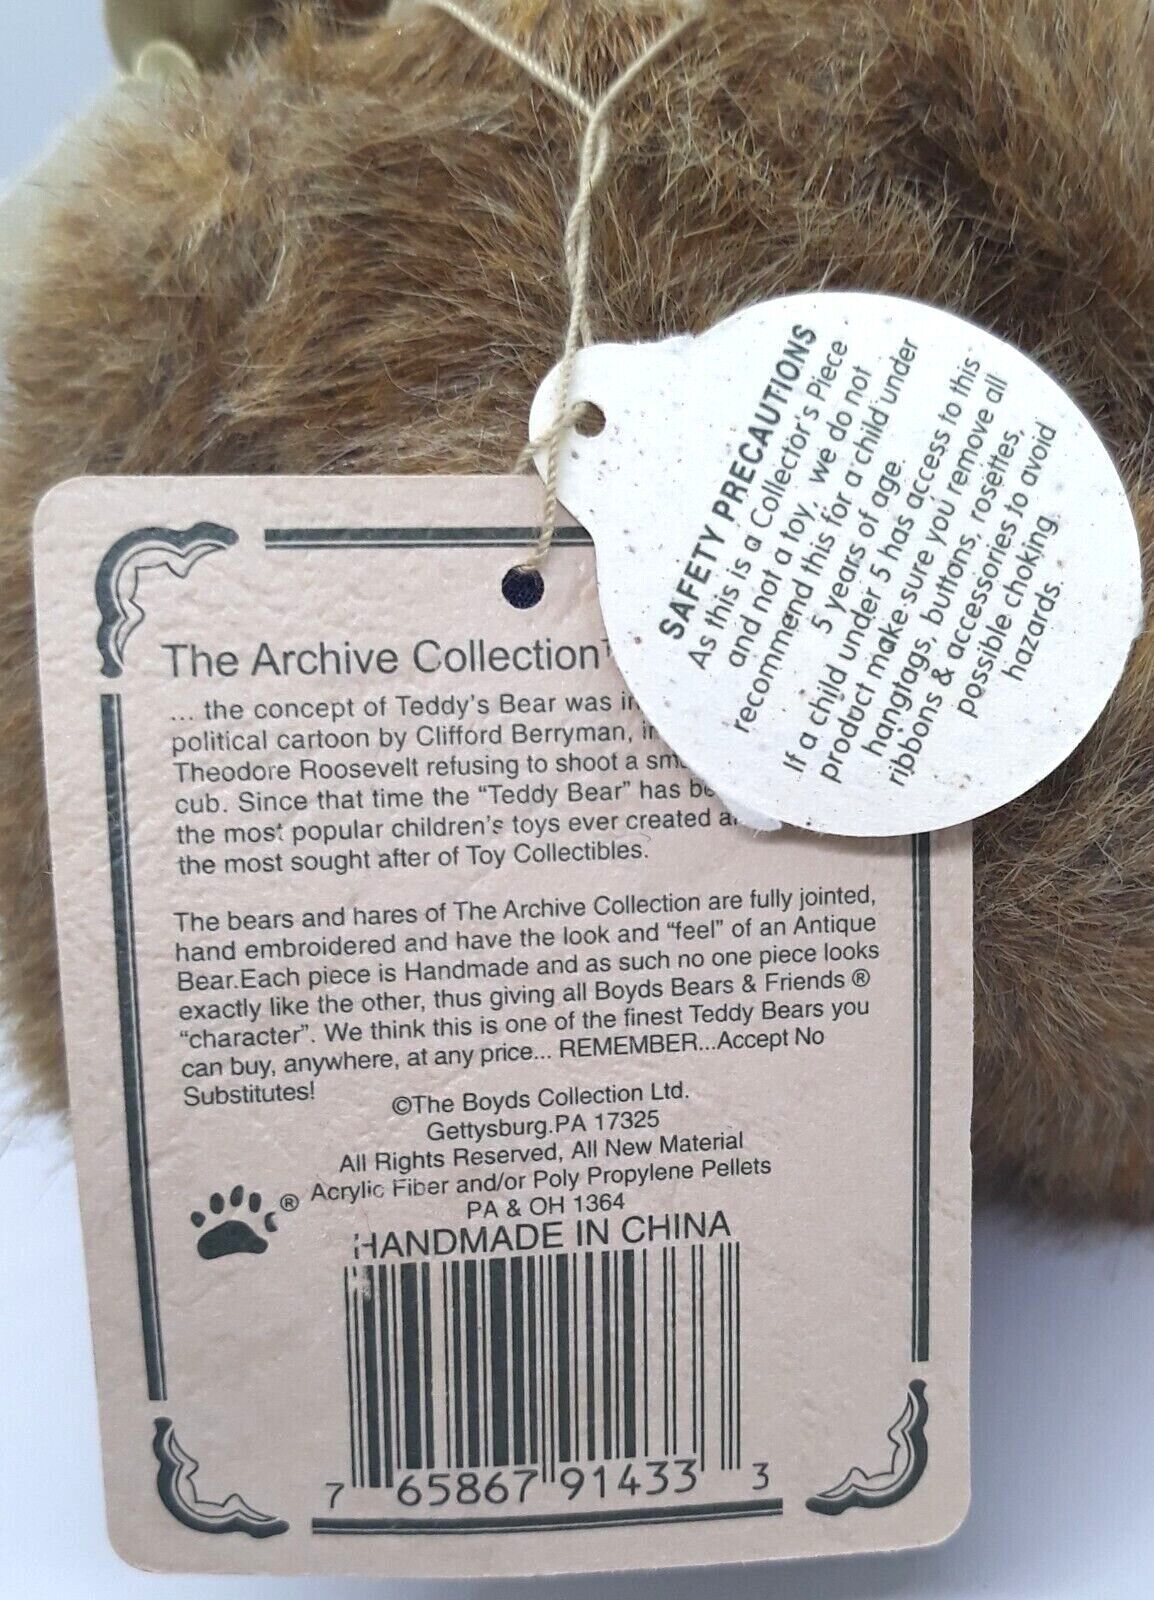 The Archive Collection
... the concept of Teddy's Bear was
political cartoon by Clifford Berryman,
Theodore Roosevelt refusing to shoot a
cub. Since that time the “Teddy Bear” has
the most popular children's toys ever created
the most sought after of Toy Collectibles.
The bears and hares of The Archive Collection are fully jointed,
hand embroidered and have the look and “feel” of an Antique
Bear.Each piece is Handmade and as such no one piece looks
exactly like the other, thus giving all Boyds Bears & Friends ®
“character”. We think this is one of the finest Teddy Bears you
can buy, anywhere, at any price... REMEMBER...Accept No
Substitutes!
©The Boyds Collection Ltd.
Gettysburg.PA 17325
All Rights Reserved, All New Material
® Acrylic Fiber and/or Poly Propylene Pellets
PA & OH 1364
HANDMADE IN CHINA
7 65867 91433 3
SAFETY PRECAUTIONS
As this is a Collector's Piece
and not a toy, we do not
recommend this for a child under
5 years of age.
If a child under 5 has access to this
product make sure you remove all
hangtags, buttons, rosettes,
ribbons & accessories to avoid
possible choking
hazards.